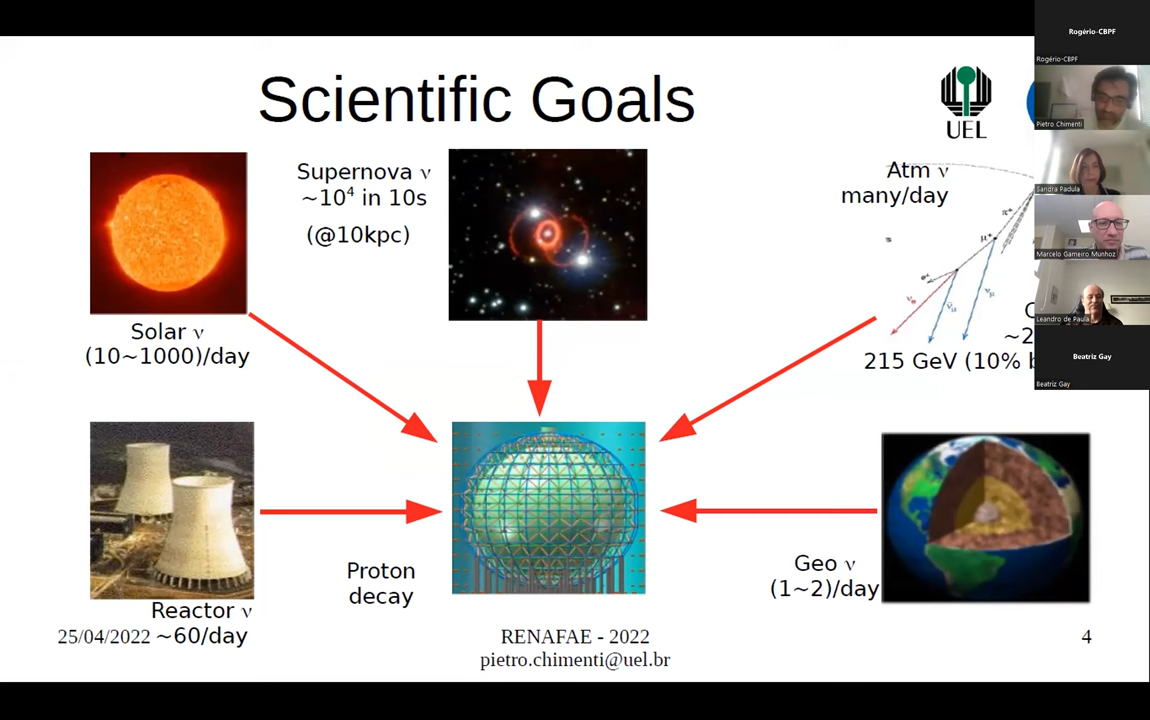 Scientific Goals
UEL
Supernova ν
~10⁴ in 10s
(@10kpc)
Atm ν
many/day
Solar ν
(10~1000)/day
215 GeV (10%
Reactor ν
~60/day
Proton
decay
Geo ν
(1~2)/day
25/04/2022
RENAFAE - 2022
pietro.chimenti@uel.br
4
Rogério-CBPF
Rogério-CBPF
Pietro Chimenti
Sandra Padula
Marcelo Gameiro Munhoz
Leandro de Paula
Beatriz Gay
Beatriz Gay